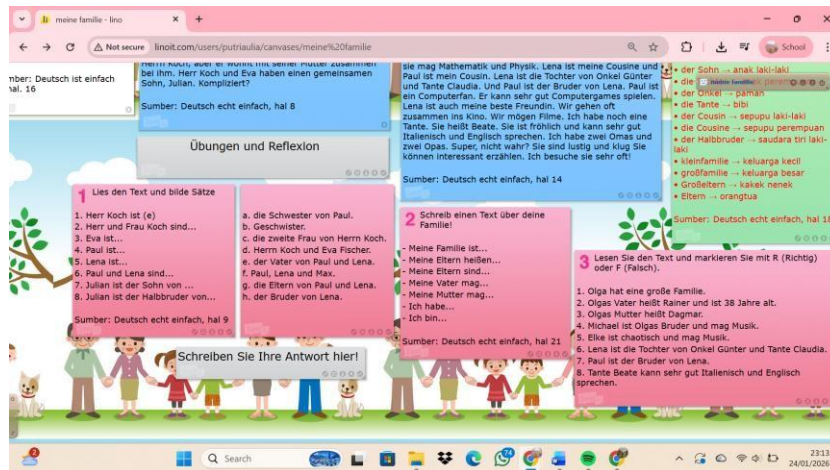 meine familie - lino
Not secure
linoit.com/users/putriaulia/canvases/meine%20familie
School
mber: Deutsch ist einfach
hal. 16
Herrn Koch, aber er wohnt mit seiner Mutter zusammen
bei ihm. Herr Koch und Eva haben einen gemeinsamen
Sohn, Julian. Kompliziert?
Sumber: Deutsch echt einfach, hal 8
sie mag Mathematik und Physik. Lena ist meine Cousine und
Paul ist mein Cousin. Lena ist die Tochter von Onkel Günter
und Tante Claudia. Und Paul ist der Bruder von Lena. Paul ist
ein Computerfan. Er kann sehr gut Computergames spielen.
Lena ist auch meine beste Freundin. Wir gehen oft
zusammen ins Kino. Wir mögen Filme. Ich habe noch eine
Tante. Sie heißt Beate. Sie ist fröhlich und kann sehr gut
Italienisch und Englisch sprechen. Ich habe zwei Omas und
zwei Opas. Super, nicht wahr? Sie sind lustig und klug Sie
können interessant erzählen. Ich besuche sie sehr oft!
Sumber: Deutsch echt einfach, hal 14
• der Sohn → anak laki-laki
• die
meine familie
• der Onkel → paman
• die Tante → bibi
• der Cousin → sepupu laki-laki
• die Cousine → sepupu perempuan
• der Halbbruder → saudara tiri laki-
laki
• kleinfamilie → keluarga kecil
• großfamilie → keluarga besar
• Großeltern → kakek nenek
• Eltern → orangtua
Sumber: Deutsch echt einfach, hal 18
Übungen und Reflexion
1 Lies den Text und bilde Sätze
1. Herr Koch ist (e)
2. Herr und Frau Koch sind...
3. Eva ist...
4. Paul ist...
5. Lena ist...
6. Paul und Lena sind...
7. Julian ist der Sohn von ...
8. Julian ist der Halbbruder von...
Sumber: Deutsch echt einfach, hal 9
a. die Schwester von Paul.
b. Geschwister.
c. die zweite Frau von Herrn Koch.
d. Herrn Koch und Eva Fischer.
e. der Vater von Paul und Lena.
f. Paul, Lena und Max.
g. die Eltern von Paul und Lena.
h. der Bruder von Lena.
2 Schreib einen Text über deine
Familie!
- Meine Familie ist...
- Meine Eltern heißen...
- Meine Eltern sind...
- Meine Vater mag...
- Meine Mutter mag...
- Ich habe...
- Ich bin...
Sumber: Deutsch echt einfach, hal 21
3 Lesen Sie den Text und markieren Sie mit R (Richtig)
oder F (Falsch).
1. Olga hat eine große Familie.
2. Olgas Vater heißt Rainer und ist 38 Jahre alt.
3. Olgas Mutter heißt Dagmar.
4. Michael ist Olgas Bruder und mag Musik.
5. Elke ist chaotisch und mag Musik.
6. Lena ist die Tochter von Onkel Günter und Tante Claudia.
7. Paul ist der Bruder von Lena.
8. Tante Beate kann sehr gut Italienisch und Englisch
sprechen.
Schreiben Sie Ihre Antwort hier!
2
Search
74
23:13
24/01/2026